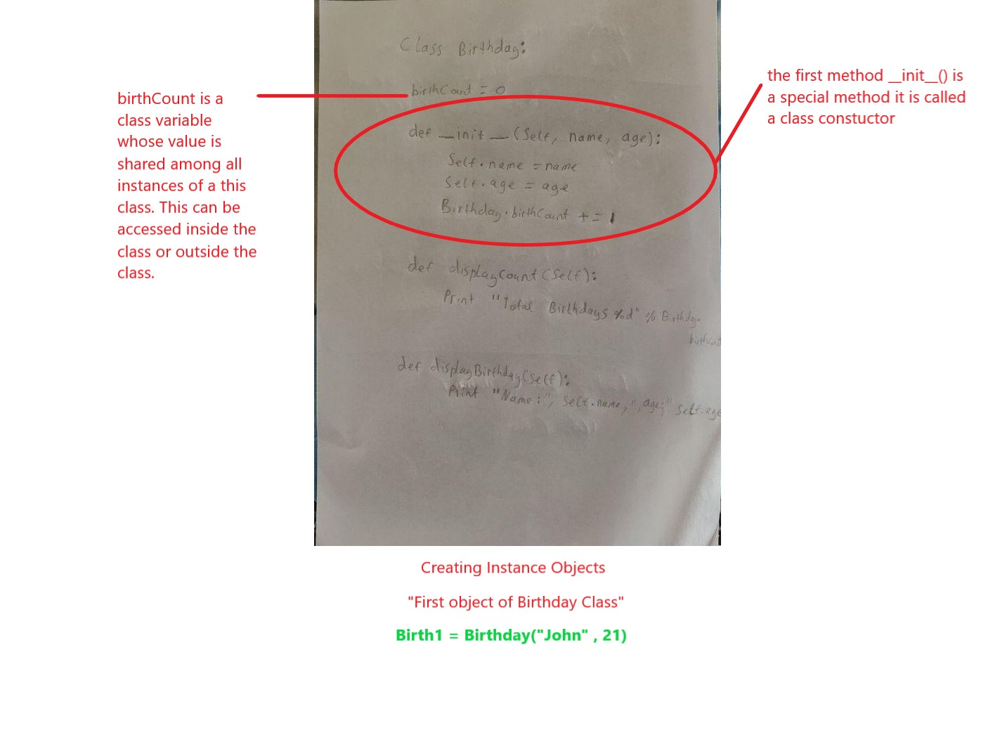 Class Birthday:
birthCount = 0
def __init__(Self, name, age):
Self.name = name
Self.age = age
Birthday.birthCount += 1
def displayCount(Self):
Print "Total Birthdays %d" % Birthday.
def displayBirthday(Self):
Print "Name:", Self.name, ", age;" Self.age
birthCount is a
class variable
whose value is
shared among all
instances of a this
class. This can be
accessed inside the
class or outside the
class.
the first method __init__() is
a special method it is called
a class constuctor
Creating Instance Objects
"First object of Birthday Class"
Birth1 = Birthday("John" , 21)